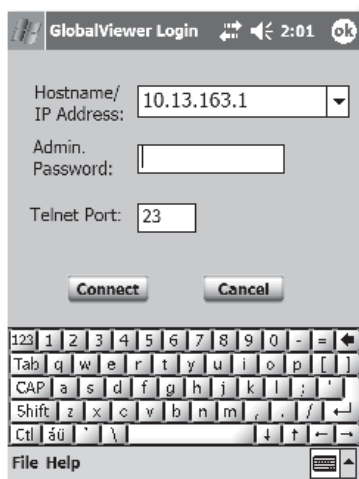 GlobalViewer Login 2:01 ok
Hostname/
IP Address: 10.13.163.1
Admin.
Password:
Telnet Port: 23
Connect Cancel
123 1 2 3 4 5 6 7 8 9 0 - =
Tab q w e r t y u i o p [ ]
CAP a s d f g h j k l ; '
Shift z x c v b n m , . /
Ctl áü ` \
File Help